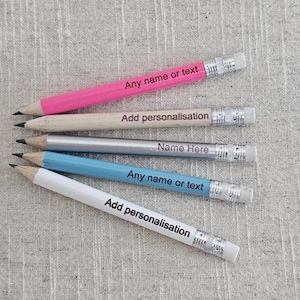 Any name or text
Add personalisation
Name Here
Any name or text
Add personalisation